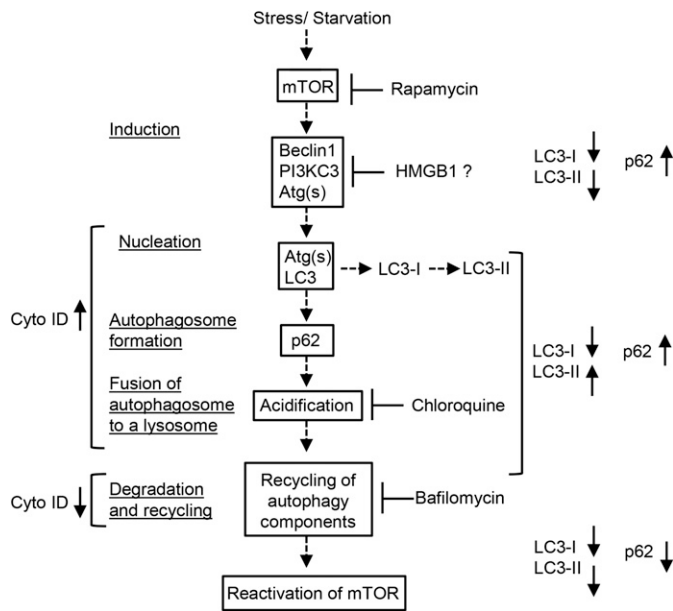 Stress/ Starvation
mTOR
Rapamycin
Induction
Beclin1
PI3KC3
Atg(s)
HMGB1 ?
LC3-I
LC3-II
p62
Nucleation
Atg(s)
LC3
LC3-I
LC3-II
Cyto ID
Autophagosome
formation
p62
LC3-I
LC3-II
p62
Fusion of
autophagosome
to a lysosome
Acidification
Chloroquine
Cyto ID
Degradation
and recycling
Recycling of
autophagy
components
Bafilomycin
LC3-I
LC3-II
p62
Reactivation of mTOR